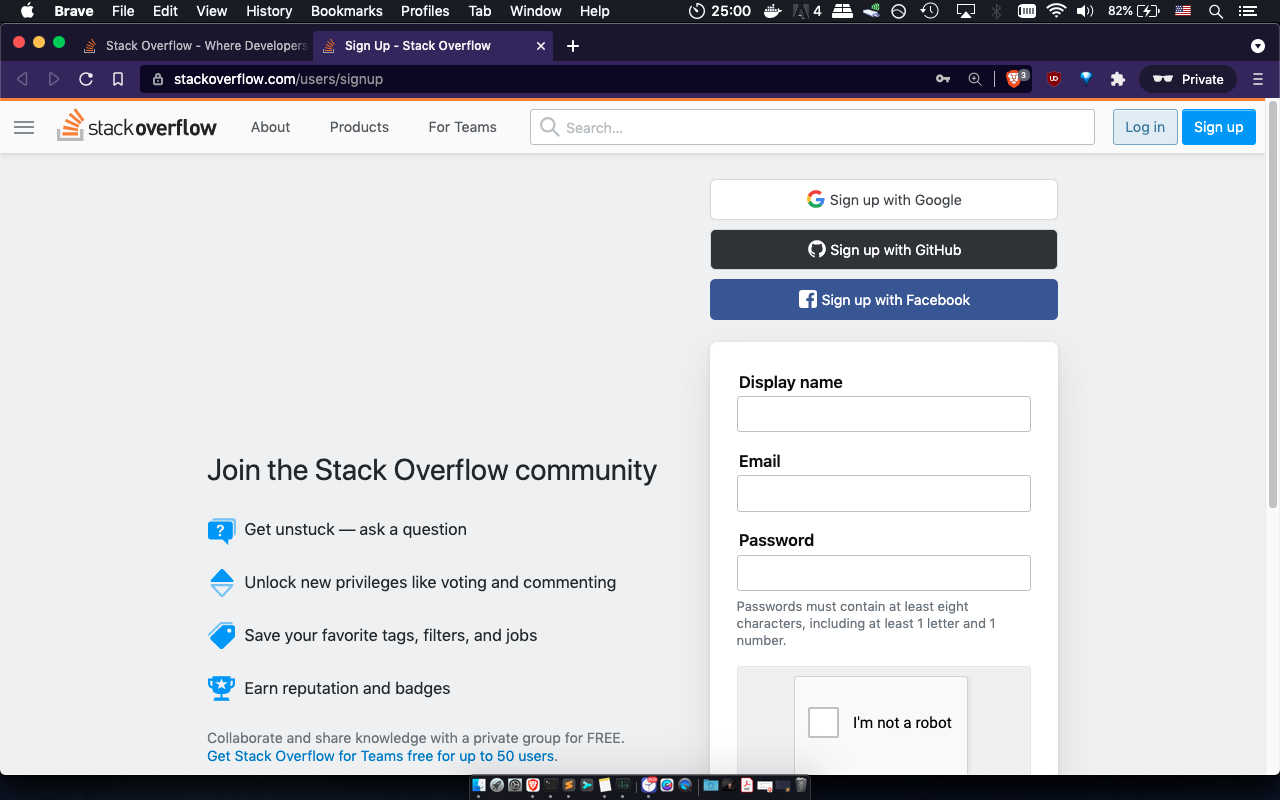 Brave File Edit View History Bookmarks Profiles Tab Window Help 25:00 4 82%
Stack Overflow - Where Developers Sign Up - Stack Overflow
stackoverflow.com/users/signup 3 Private
stackoverflow About Products For Teams Search... Log in Sign up
Sign up with Google
Sign up with GitHub
Sign up with Facebook
Display name
Email
Password
Passwords must contain at least eight
characters, including at least 1 letter and 1
number.
I'm not a robot
Join the Stack Overflow community
Get unstuck — ask a question
Unlock new privileges like voting and commenting
Save your favorite tags, filters, and jobs
Earn reputation and badges
Collaborate and share knowledge with a private group for FREE.
Get Stack Overflow for Teams free for up to 50 users.